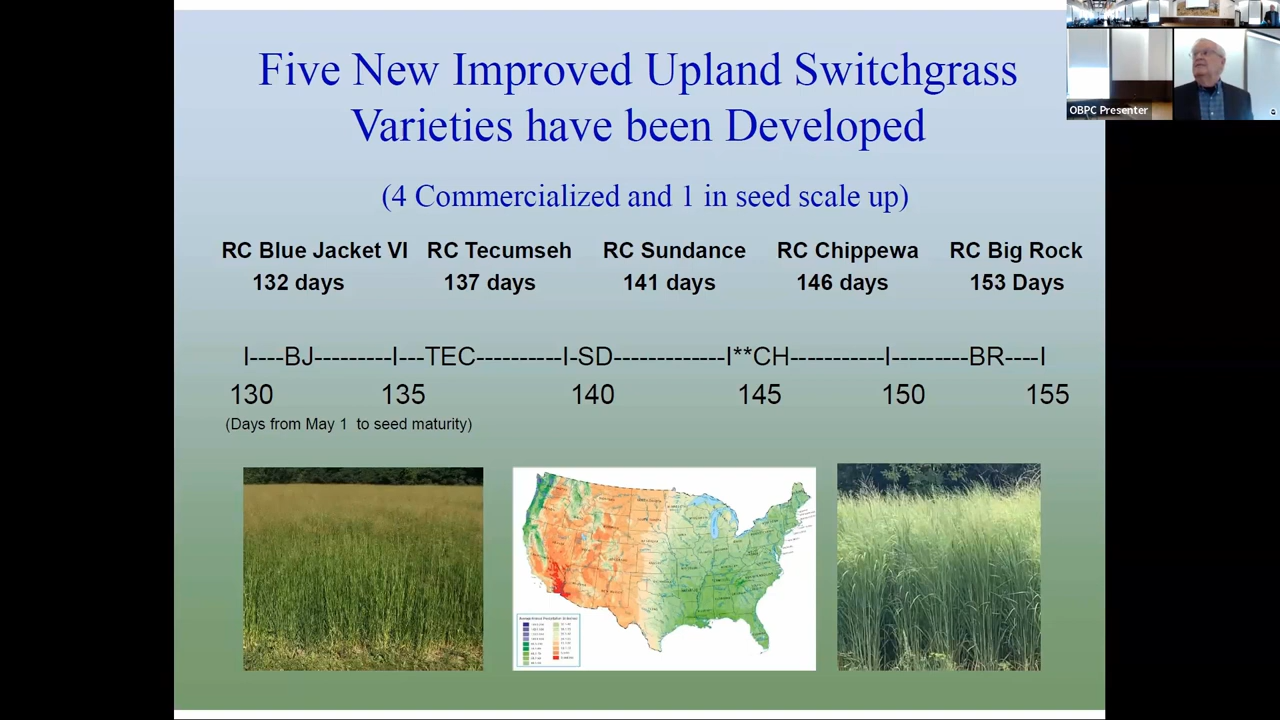 Five New Improved Upland Switchgrass
Varieties have been Developed
(4 Commercialized and 1 in seed scale up)
RC Blue Jacket VI RC Tecumseh RC Sundance RC Chippewa RC Big Rock
132 days 137 days 141 days 146 days 153 Days
I----BJ---------I---TEC----------I-SD-------------I**CH-----------I---------BR----I
130 135 140 145 150 155
(Days from May 1 to seed maturity)
OBPC Presenter